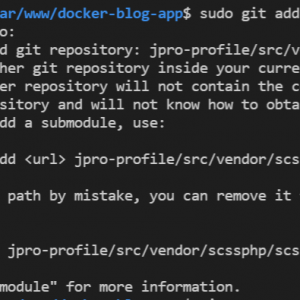 ar/www/docker-blog-app$ sudo git add
o:
d git repository: jpro-profile/src/v
her git repository inside your curre
er repository will not contain the c
sitory and will not know how to obta
dd a submodule, use:
dd <url> jpro-profile/src/vendor/scs
path by mistake, you can remove it
jpro-profile/src/vendor/scssphp/scs
module" for more information.